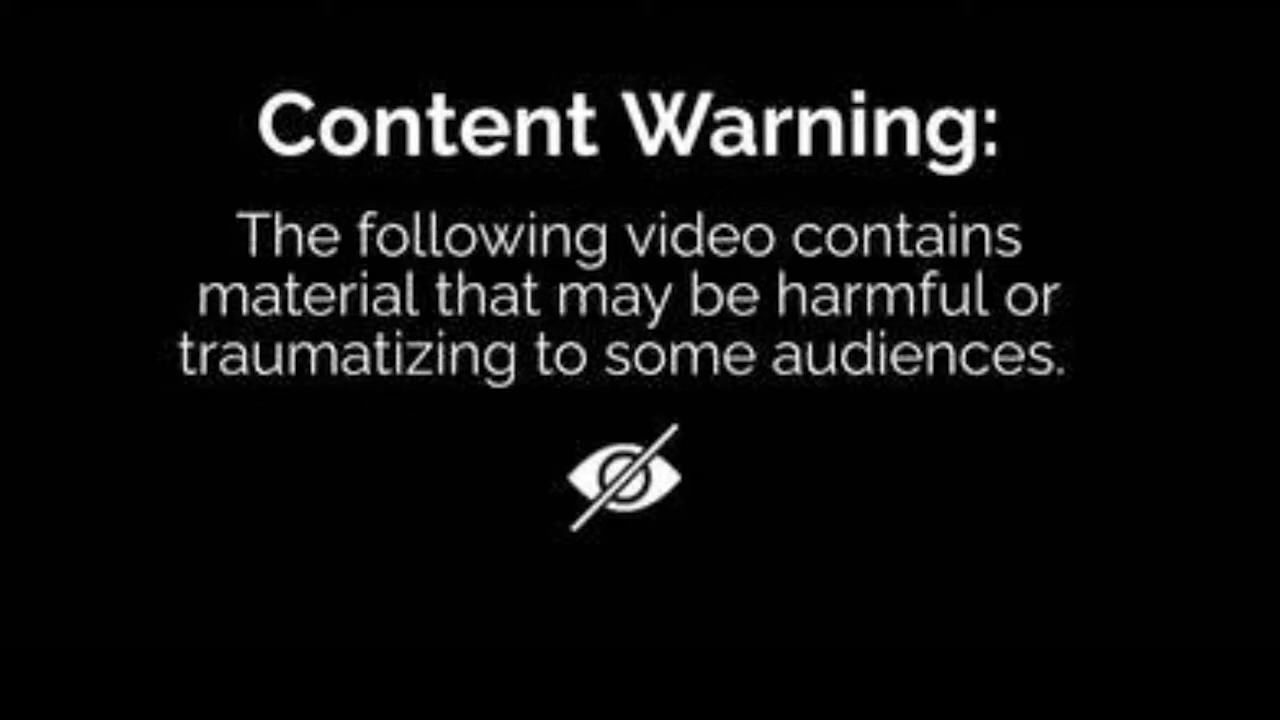 Content Warning:
The following video contains
material that may be harmful or
traumatizing to some audiences.